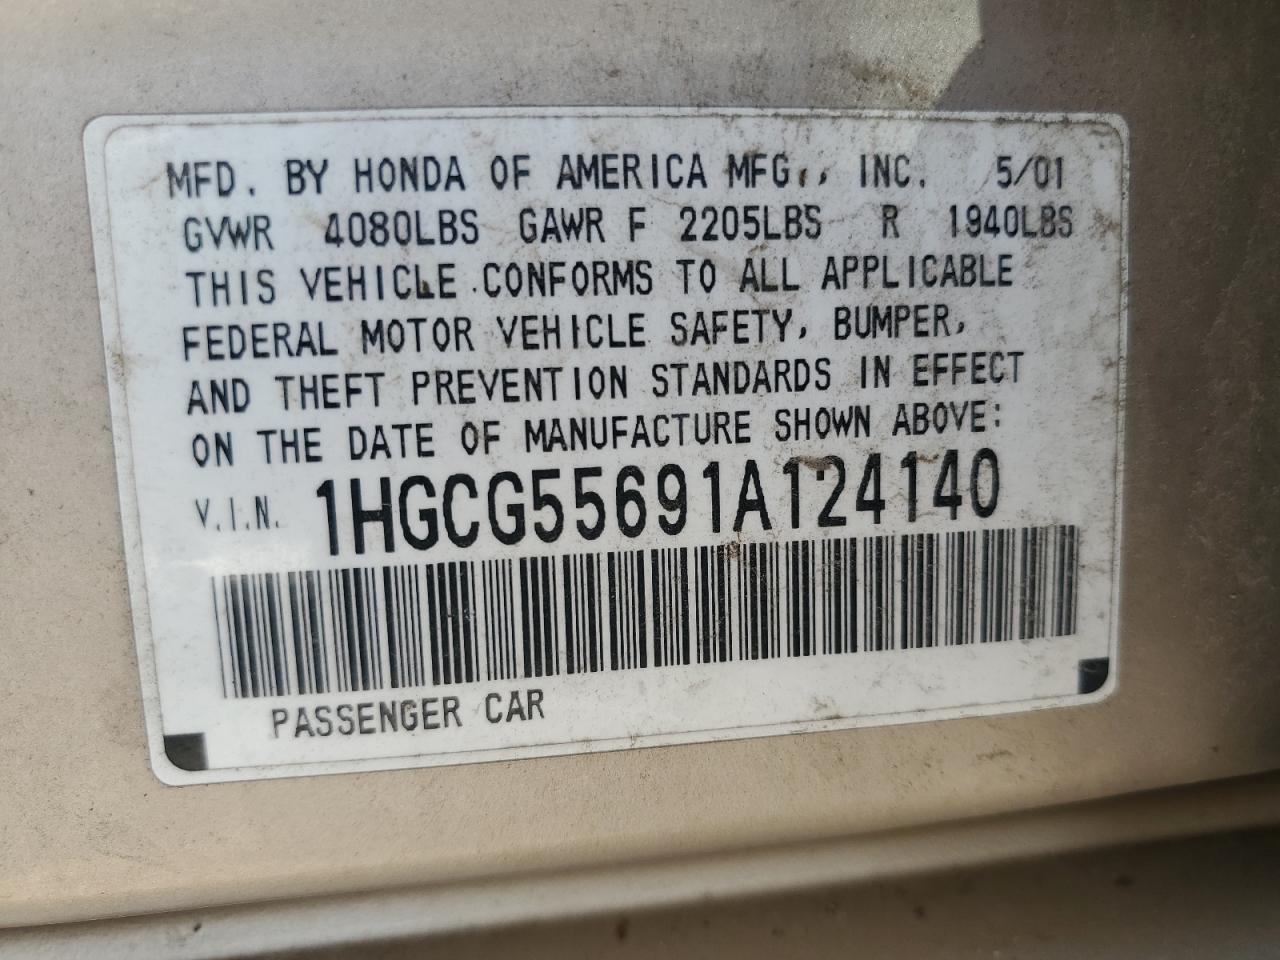 MFD. BY HONDA OF AMERICA MFG., INC. 5/01
GVWR 4080LBS GAWR F 2205LBS R 1940LBS
THIS VEHICLE CONFORMS TO ALL APPLICABLE
FEDERAL MOTOR VEHICLE SAFETY, BUMPER,
AND THEFT PREVENTION STANDARDS IN EFFECT
ON THE DATE OF MANUFACTURE SHOWN ABOVE:
V.I.N. 1HGCG55691A124140
PASSENGER CAR